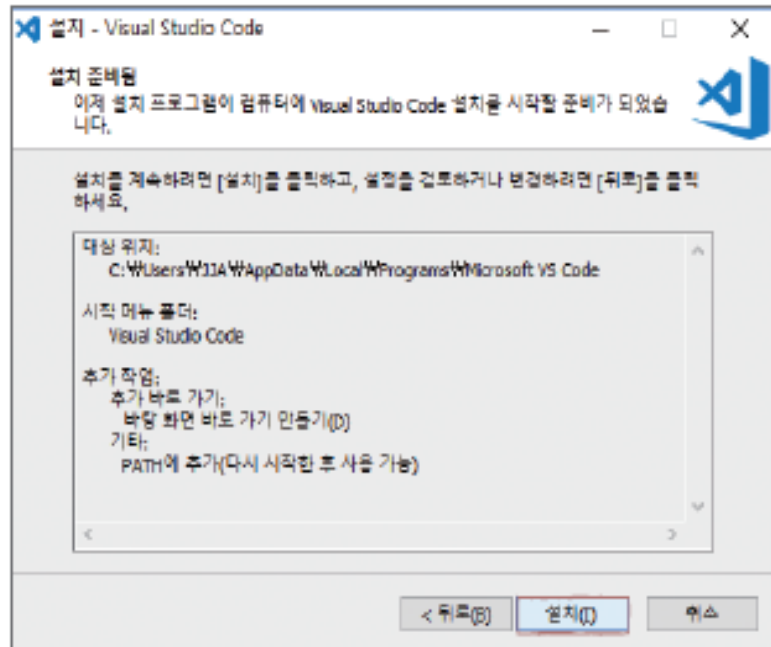 설치 - Visual Studio Code
설치 준비됨
이제 설치 프로그램이 컴퓨터에 Visual Studio Code 설치를 시작할 준비가 되었습
니다.
설치를 계속하려면 [설치]를 클릭하고, 설정을 검토하거나 변경하려면 [뒤로]를 클릭
하세요.
대상 위치:
C:₩Users₩JJA₩AppData₩Local₩Programs₩Microsoft VS Code
시작 메뉴 폴더:
Visual Studio Code
추가 작업:
추가 바로 가기:
바탕 화면 바로 가기 만들기(D)
기타:
PATH에 추가(다시 시작한 후 사용 가능)
< 뒤로(B) 설치(I) 취소